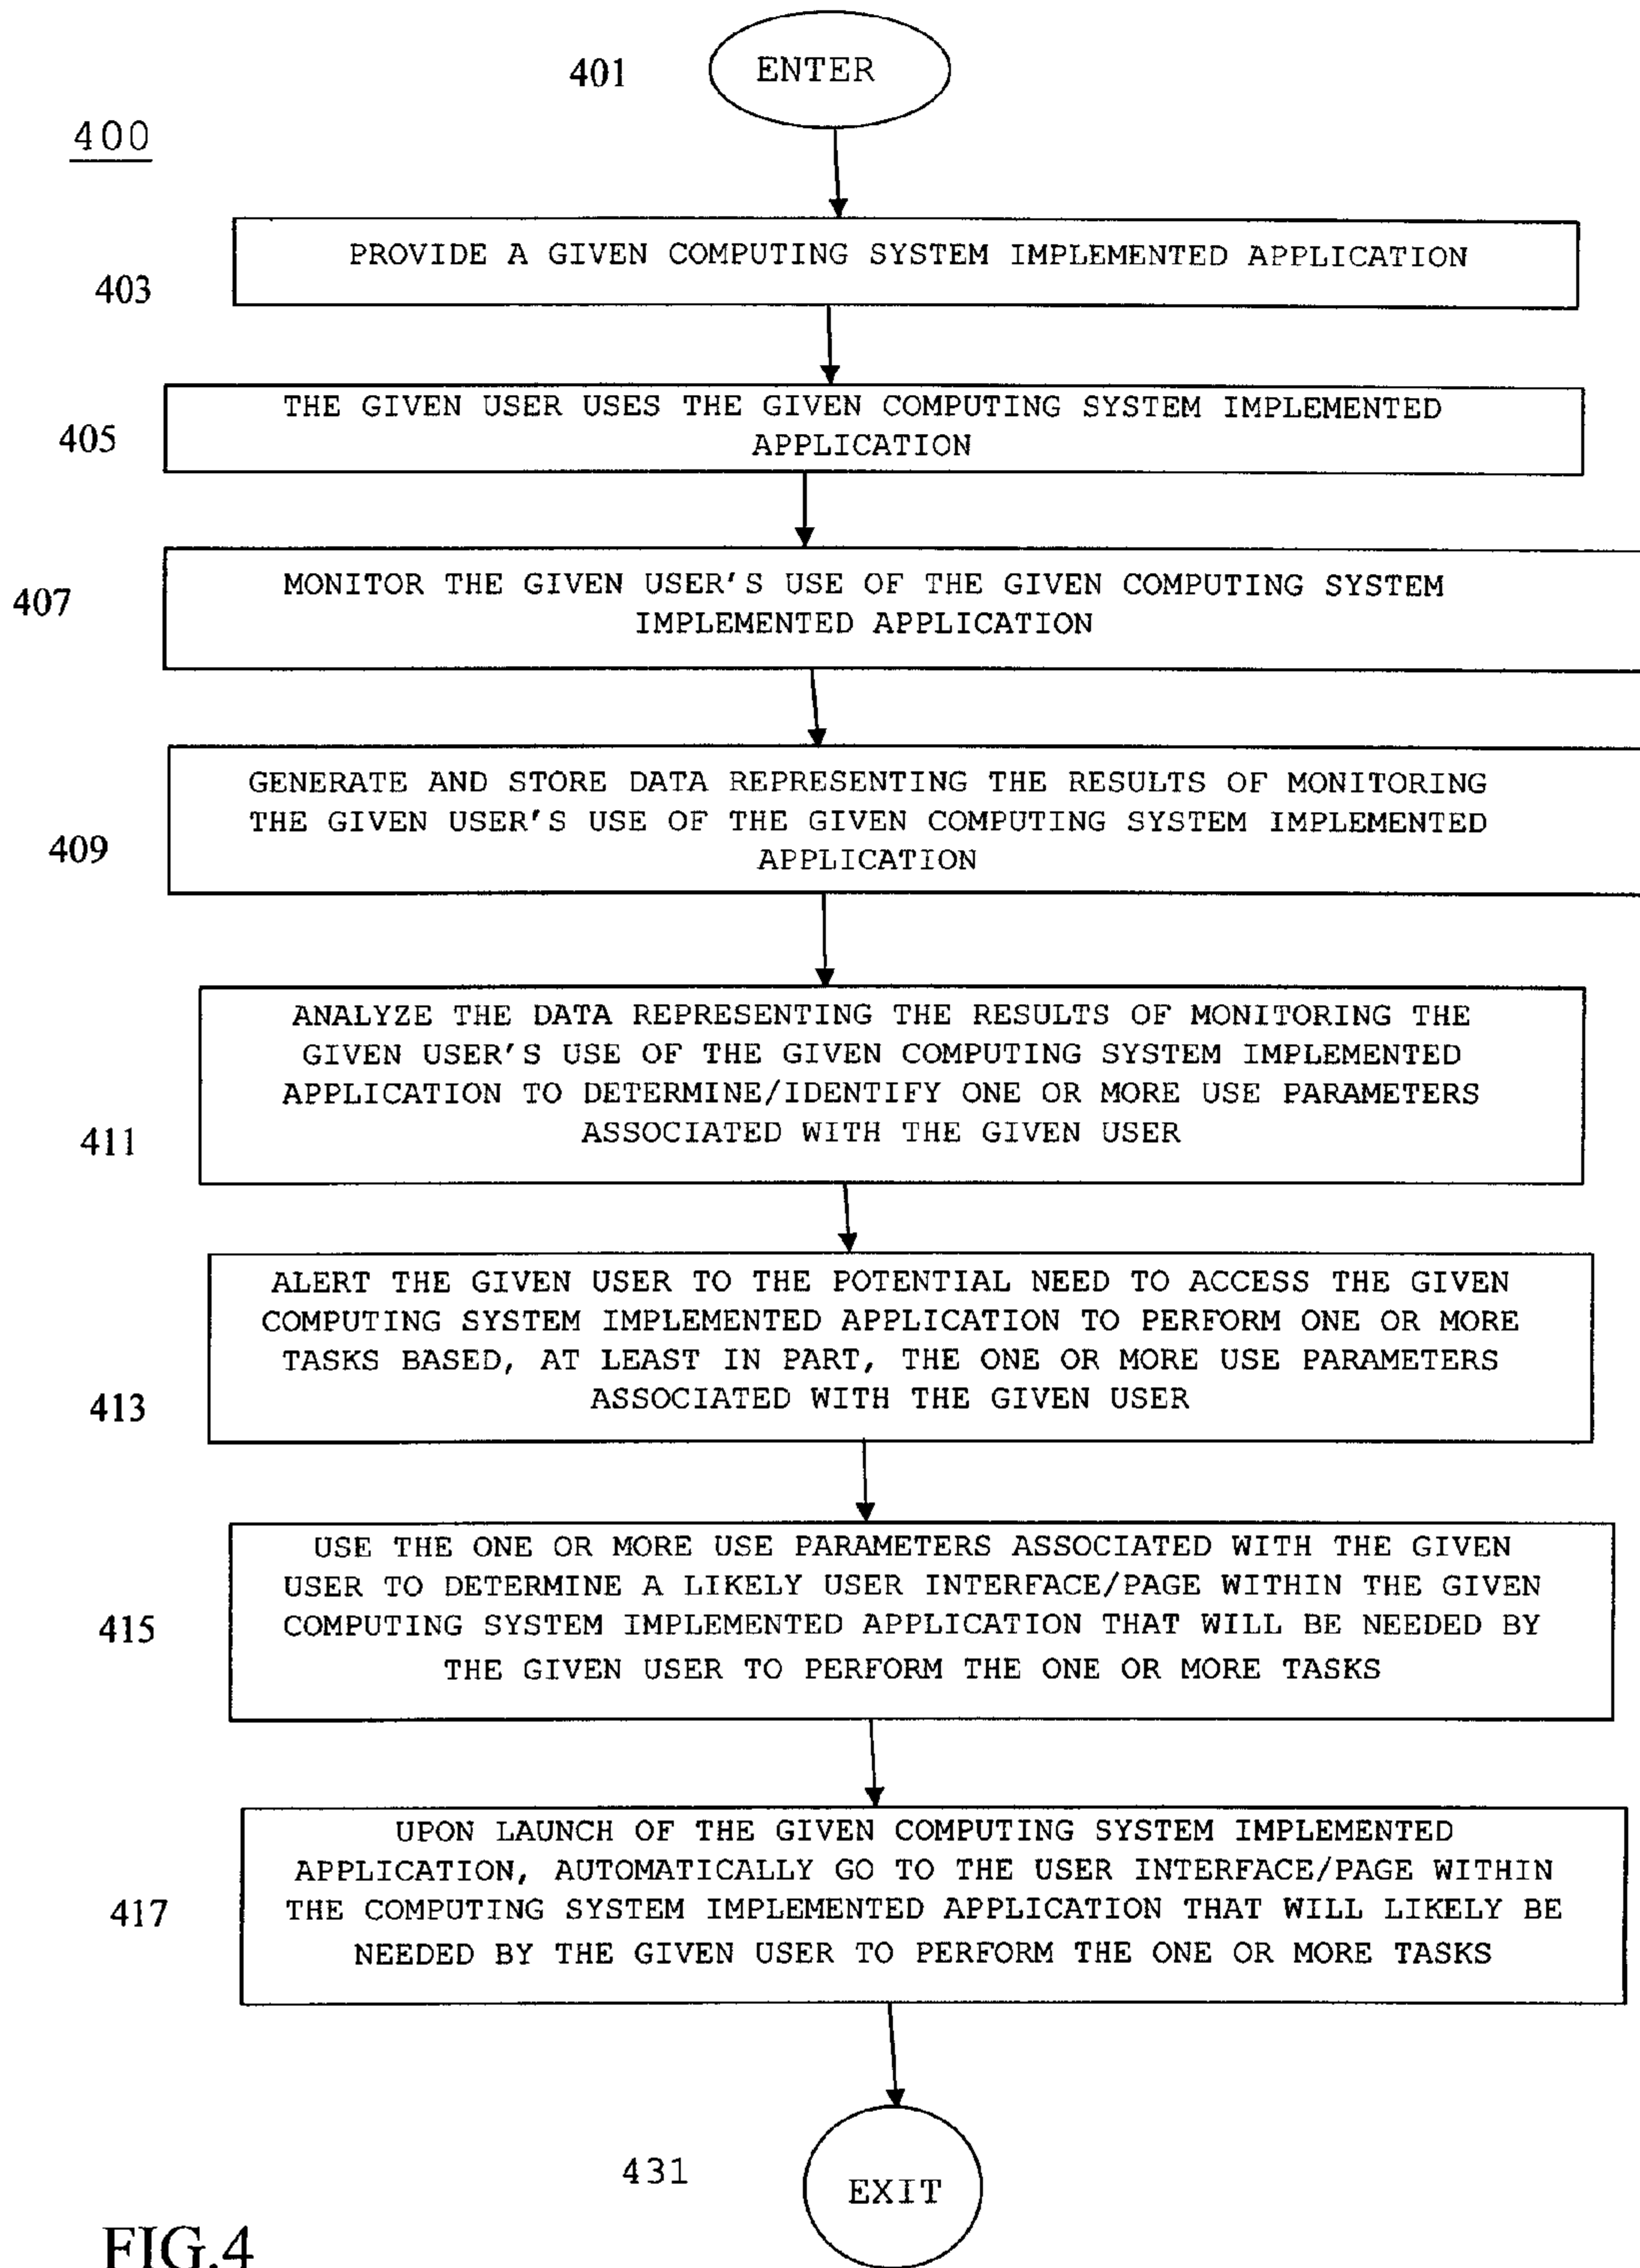 401
ENTER
400
PROVIDE A GIVEN COMPUTING SYSTEM IMPLEMENTED APPLICATION
403
THE GIVEN USER USES THE GIVEN COMPUTING SYSTEM IMPLEMENTED
APPLICATION
405
MONITOR THE GIVEN USER'S USE OF THE GIVEN COMPUTING SYSTEM
IMPLEMENTED APPLICATION
407
GENERATE AND STORE DATA REPRESENTING THE RESULTS OF MONITORING
THE GIVEN USER'S USE OF THE GIVEN COMPUTING SYSTEM IMPLEMENTED
APPLICATION
409
ANALYZE THE DATA REPRESENTING THE RESULTS OF MONITORING THE
GIVEN USER'S USE OF THE GIVEN COMPUTING SYSTEM IMPLEMENTED
APPLICATION TO DETERMINE/IDENTIFY ONE OR MORE USE PARAMETERS
ASSOCIATED WITH THE GIVEN USER
411
ALERT THE GIVEN USER TO THE POTENTIAL NEED TO ACCESS THE GIVEN
COMPUTING SYSTEM IMPLEMENTED APPLICATION TO PERFORM ONE OR MORE
TASKS BASED, AT LEAST IN PART, THE ONE OR MORE USE PARAMETERS
ASSOCIATED WITH THE GIVEN USER
413
USE THE ONE OR MORE USE PARAMETERS ASSOCIATED WITH THE GIVEN
USER TO DETERMINE A LIKELY USER INTERFACE/PAGE WITHIN THE GIVEN
COMPUTING SYSTEM IMPLEMENTED APPLICATION THAT WILL BE NEEDED BY
THE GIVEN USER TO PERFORM THE ONE OR MORE TASKS
415
UPON LAUNCH OF THE GIVEN COMPUTING SYSTEM IMPLEMENTED
APPLICATION, AUTOMATICALLY GO TO THE USER INTERFACE/PAGE WITHIN
THE COMPUTING SYSTEM IMPLEMENTED APPLICATION THAT WILL LIKELY BE
NEEDED BY THE GIVEN USER TO PERFORM THE ONE OR MORE TASKS
417
431
EXIT
FIG.4